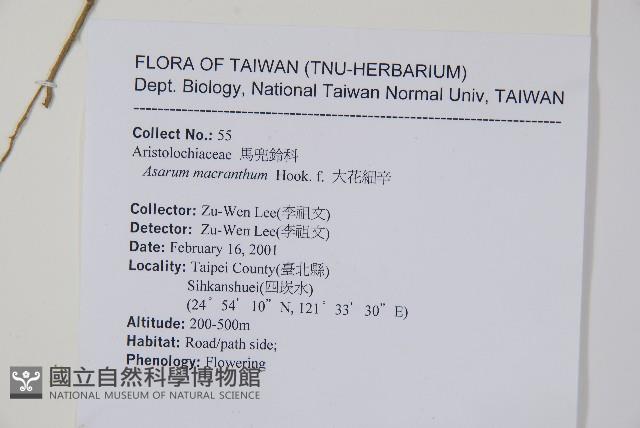 FLORA OF TAIWAN (TNU-HERBARIUM)
Dept. Biology, National Taiwan Normal Univ, TAIWAN
Collect No.: 55
Aristolochiaceae 馬兜鈴科
Asarum macranthum Hook. f. 大花細辛
Collector: Zu-Wen Lee(李祖文)
Detector: Zu-Wen Lee(李祖文)
Date: February 16, 2001
Locality: Taipei County(臺北縣)
Sihkanshuei(四崁水)
(24° 54' 10" N, 121° 33' 30" E)
Altitude: 200-500m
Habitat: Road/path side;
Phenology: Flowering
國立自然科學博物館
NATIONAL MUSEUM OF NATURAL SCIENCE